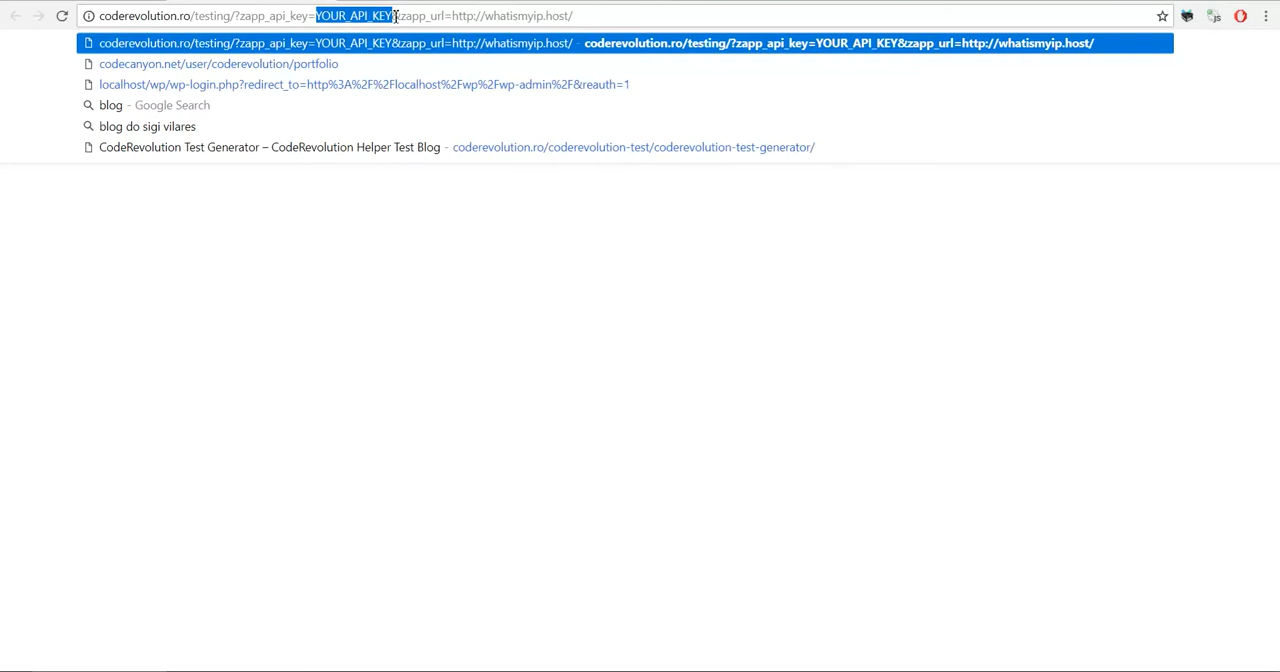 coderevolution.ro/testing/?zapp_api_key=YOUR_API_KEY&zapp_url=http://whatismyip.host/
coderevolution.ro/testing/?zapp_api_key=YOUR_API_KEY&zapp_url=http://whatismyip.host/ - coderevolution.ro/testing/?zapp_api_key=YOUR_API_KEY&zapp_url=http://whatismyip.host/
codecanyon.net/user/coderevolution/portfolio
localhost/wp/wp-login.php?redirect_to=http%3A%2F%2Flocalhost%2Fwp%2Fwp-admin%2F&reauth=1
blog - Google Search
blog do sigi vilares
CodeRevolution Test Generator – CodeRevolution Helper Test Blog - coderevolution.ro/coderevolution-test/coderevolution-test-generator/